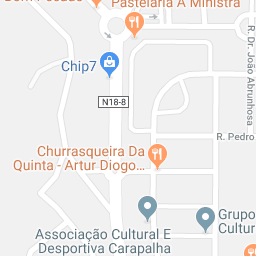 Pastelaria A Ministra
Chip7
N18-8
R. Dr. João Abrunhosa
R. Pedro
Churrasqueira Da
Quinta - Artur Diogo...
Associação Cultural E
Desportiva Carapalha
Grupo
Cultur